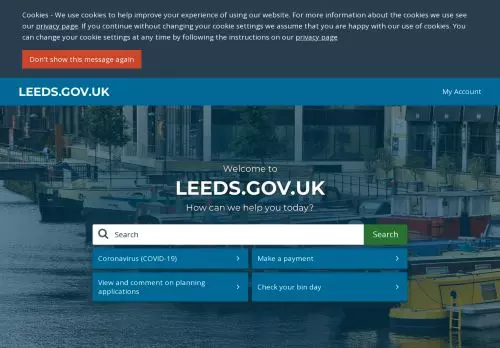 Cookies - We use cookies to help improve your experience of using our website. For more information about the cookies we use see
our privacy page. If you continue without changing your cookie settings we assume that you are happy with our use of cookies. You
can change your cookie settings at any time by following the instructions on our privacy page
Don't show this message again
LEEDS.GOV.UK
My Account
Welcome to
LEEDS.GOV.UK
How can we help you today?
Search
Search
Coronavirus (COVID-19)
Make a payment
View and comment on planning
applications
Check your bin day